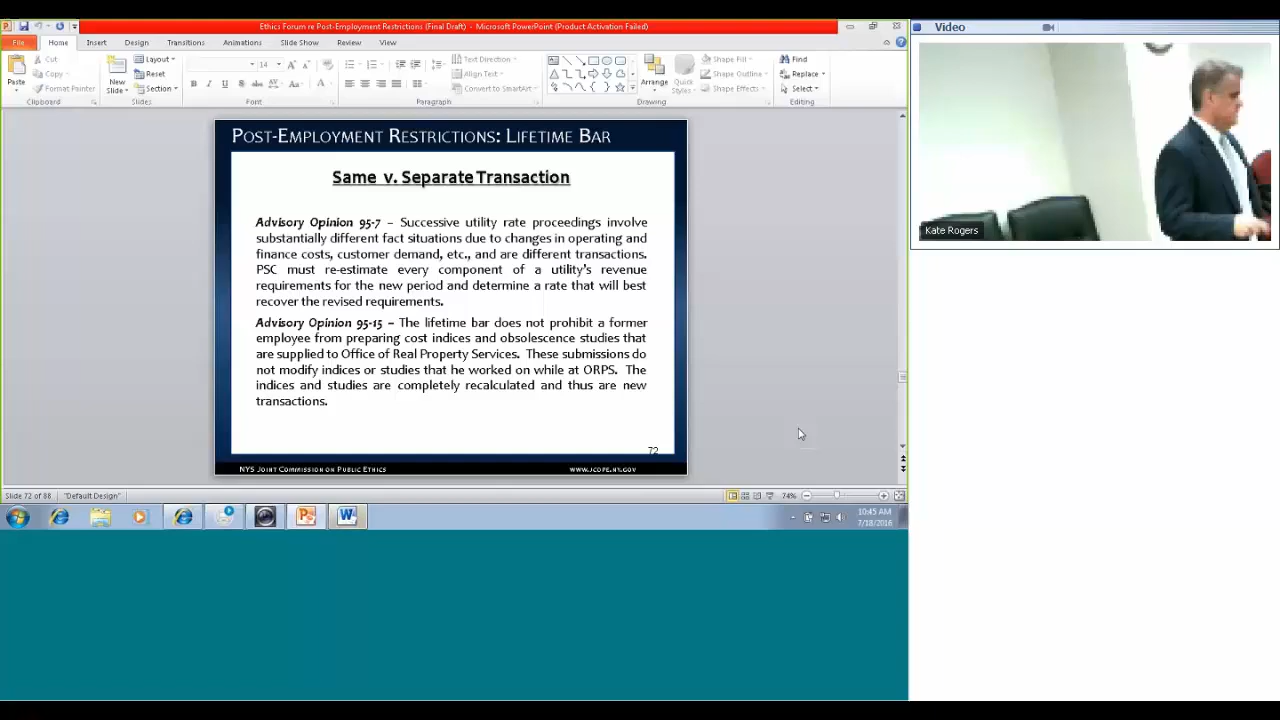 Ethics Forum re Post-Employment Restrictions (Final Draft) - Microsoft PowerPoint (Product Activation Failed)
Video
File Home Insert Design Transitions Animations Slide Show Review View
Paste
Cut
Copy
Format Painter
Clipboard
New Slide
Layout
Reset
Section
Slides
14
Font
Paragraph
Text Direction
Align Text
Convert to SmartArt
Arrange
Quick Styles
Shape Fill
Shape Outline
Shape Effects
Drawing
Find
Replace
Select
Editing
POST-EMPLOYMENT RESTRICTIONS: LIFETIME BAR
Same v. Separate Transaction
Advisory Opinion 95-7 – Successive utility rate proceedings involve
substantially different fact situations due to changes in operating and
finance costs, customer demand, etc., and are different transactions.
PSC must re-estimate every component of a utility's revenue
requirements for the new period and determine a rate that will best
recover the revised requirements.
Advisory Opinion 95-15 – The lifetime bar does not prohibit a former
employee from preparing cost indices and obsolescence studies that
are supplied to Office of Real Property Services. These submissions do
not modify indices or studies that he worked on while at ORPS. The
indices and studies are completely recalculated and thus are new
transactions.
72
NYS JOINT COMMISSION ON PUBLIC ETHICS WWW.JCOPE.NY.GOV
Kate Rogers
Slide 72 of 88 "Default Design" 74%
10:45 AM
7/18/2016